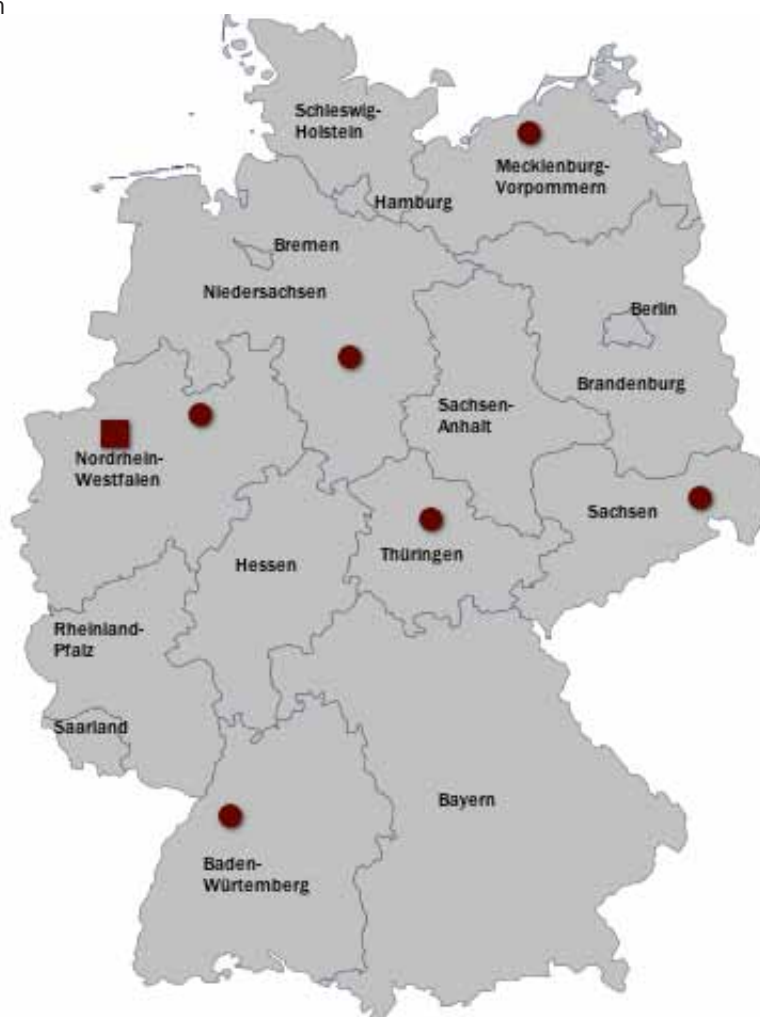 n
Schleswig-
Holstein
Mecklenburg-
Vorpommern
Hamburg
Bremen
Niedersachsen
Berlin
Brandenburg
Sachsen-
Anhalt
Nordrhein-
Westfalen
Sachsen
Thüringen
Hessen
Rheinland-
Pfalz
Saarland
Bayern
Baden-
Würtemberg